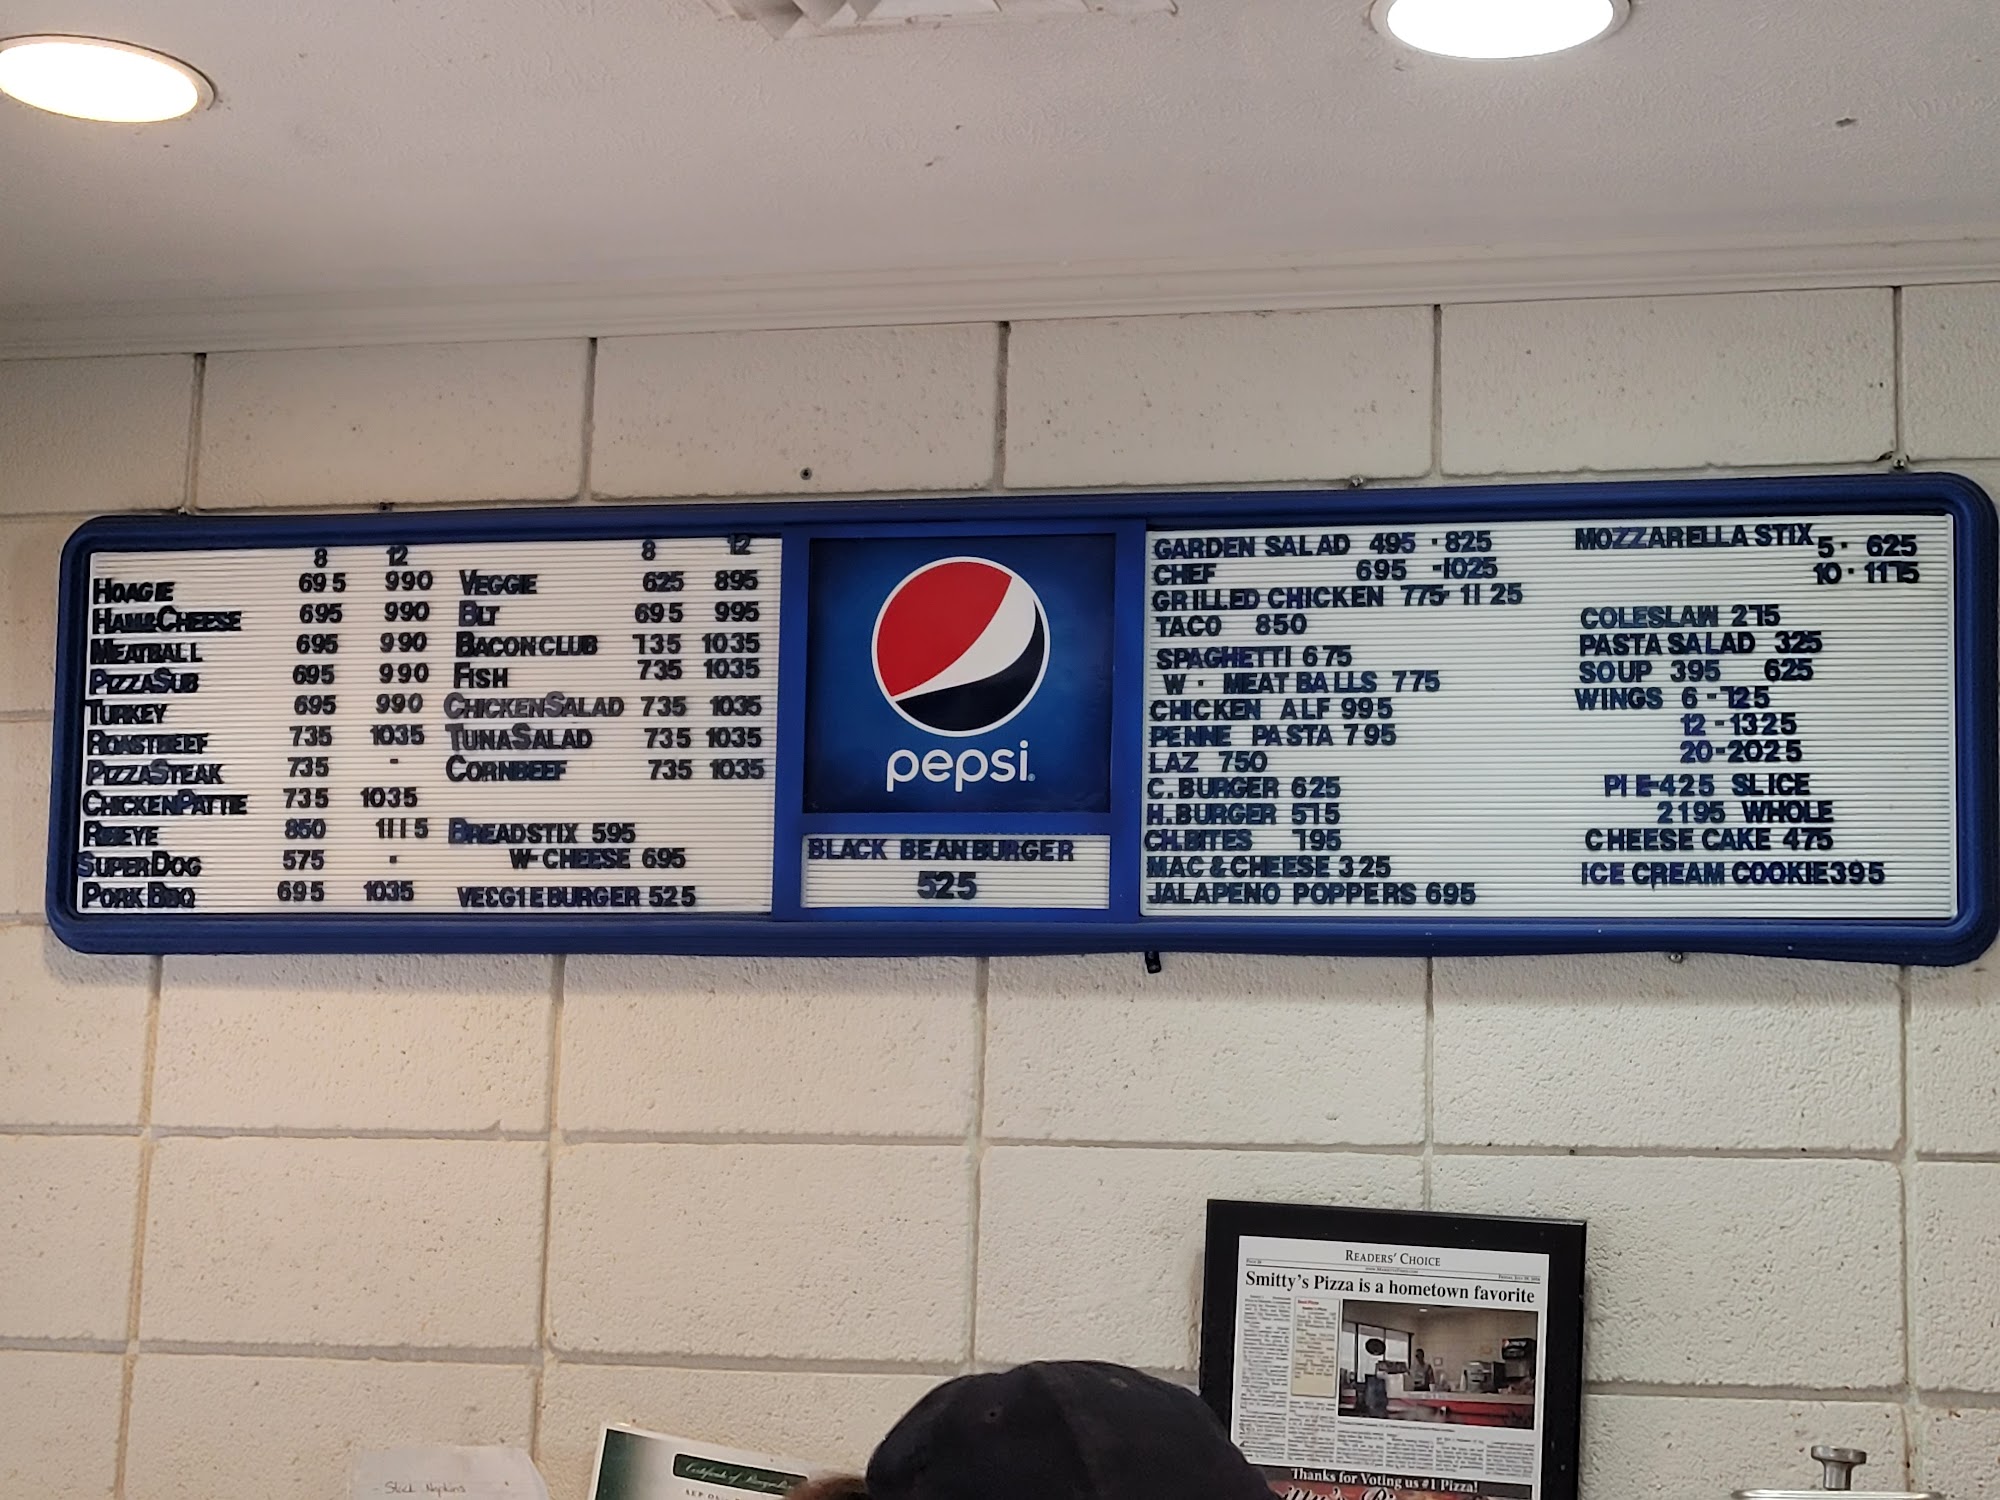 8 12
HOAGIE 695 990
HAM&CHEESE 695 990
MEATBALL 695 990
PIZZASUB 695 990
TURKEY 695 990
ROASTBEEF 735 1035
PIZZASTEAK 735 -
CHICKENPATTIE 735 1035
RIBEYE 850 1115
SUPERDOG 575 -
PORKBBQ 695 1035
8 12
VEGGIE 625 895
BLT 695 995
BACONCLUB 735 1035
FISH 735 1035
CHICKENSALAD 735 1035
TUNASALAD 735 1035
CORNBEEF 735 1035
BREADSTIX 595
W-CHEESE 695
VEGGIEBURGER 525
pepsi
BLACK BEANBURGER
525
GARDEN SALAD 495 - 825
CHEF 695 -1025
GRILLED CHICKEN 775- 1125
TACO 850
SPAGHETTI 675
W - MEATBALLS 775
CHICKEN ALF 995
PENNE PASTA 795
LAZ 750
C.BURGER 625
H.BURGER 515
CH.BITES 795
MAC&CHEESE 325
JALAPENO POPPERS 695
MOZZARELLA STIX 5 - 625
10 - 1175
COLESLAW 275
PASTA SALAD 325
SOUP 395 625
WINGS 6 -725
12 -1325
20-2025
PIE-425 SLICE
2195 WHOLE
CHEESE CAKE 475
ICE CREAM COOKIE395
READERS' CHOICE
Smitty's Pizza is a hometown favorite
Thanks for Voting us #1 Pizza!
Certificate of Recognition
- Stock Napkins